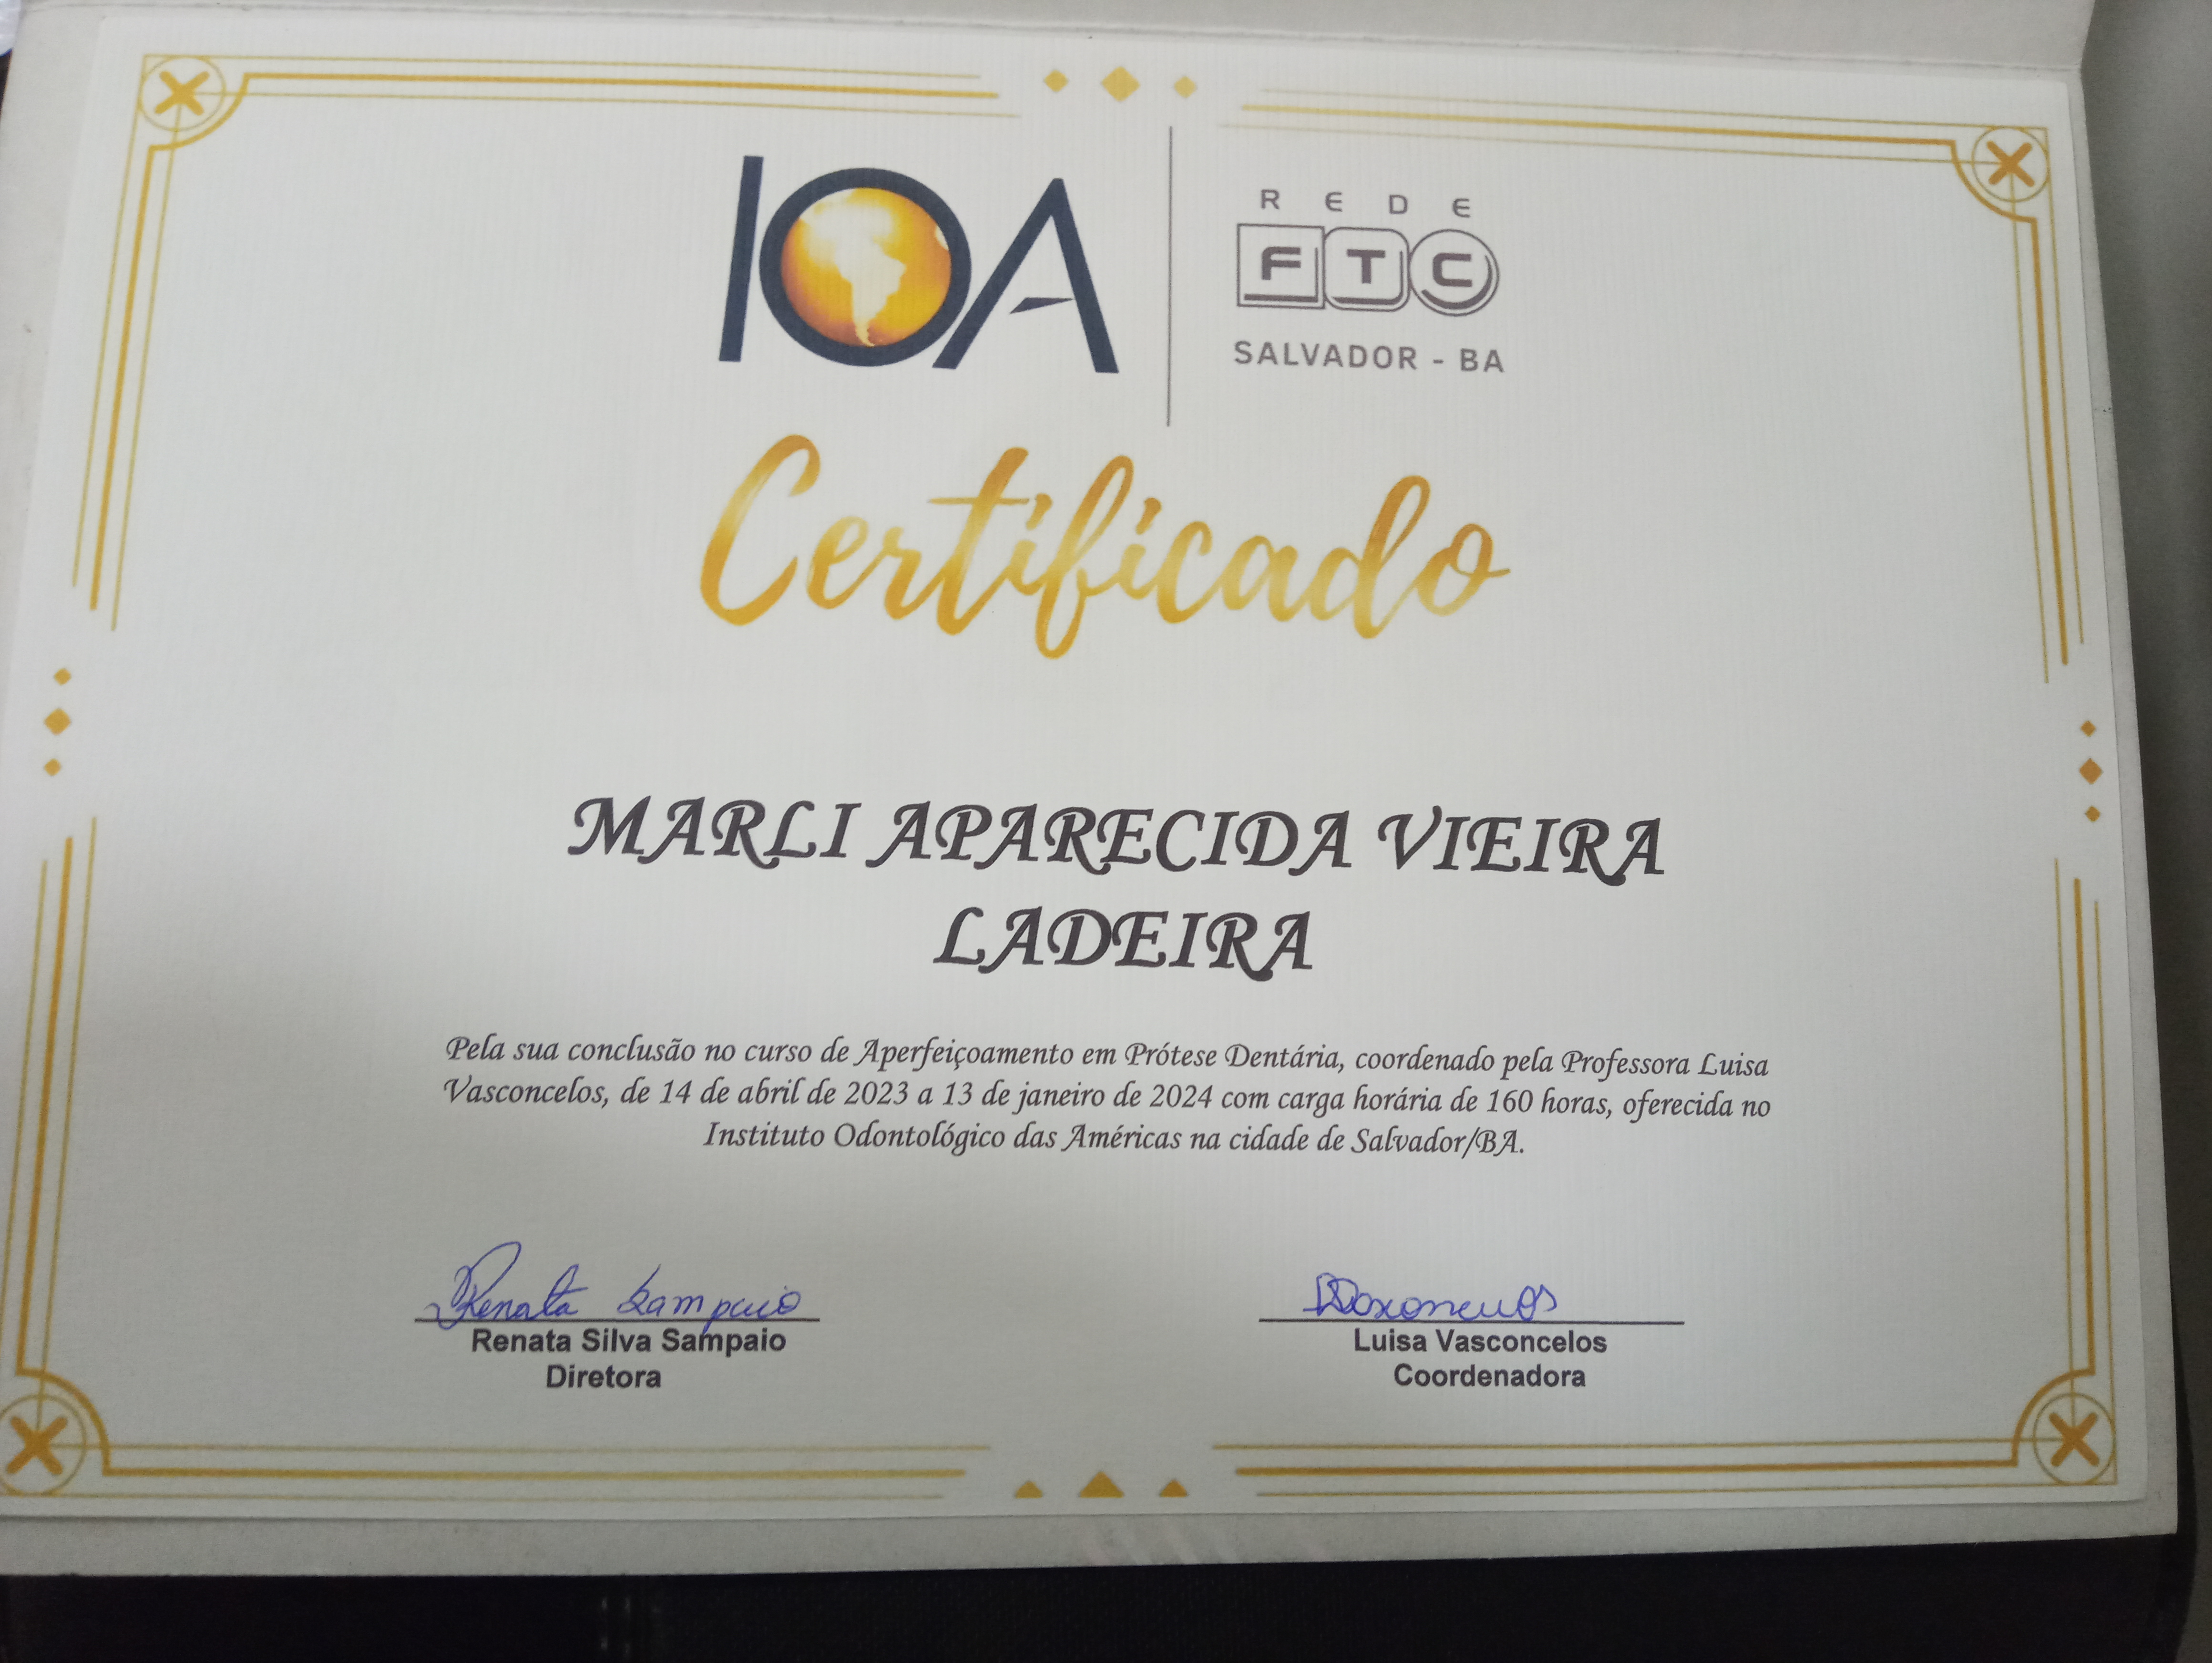 IOA
REDE
FTC
SALVADOR - BA
Certificado
MARLI APARECIDA VIEIRA
LADEIRA
Pela sua conclusão no curso de Aperfeiçoamento em Prótese Dentária, coordenado pela Professora Luisa
Vasconcelos, de 14 de abril de 2023 a 13 de janeiro de 2024 com carga horária de 160 horas, oferecida no
Instituto Odontológico das Américas na cidade de Salvador/BA.
Renata Sampaio
Renata Silva Sampaio
Diretora
Luisa Vasconcelos
Coordenadora